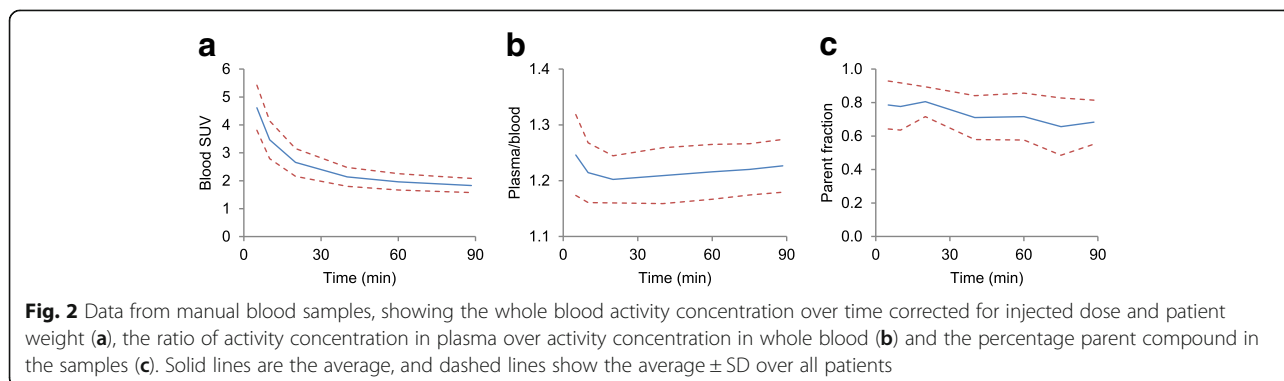 a
6
5
4
3
2
1
0
Blood SUV
0 30 60 90
Time (min)
b
1.4
1.3
1.2
1.1
Plasma/blood
0 30 60 90
Time (min)
c
1.0
0.8
0.6
0.4
0.2
0.0
Parent fraction
0 30 60 90
Time (min)
Fig. 2 Data from manual blood samples, showing the whole blood activity concentration over time corrected for injected dose and patient
weight (a), the ratio of activity concentration in plasma over activity concentration in whole blood (b) and the percentage parent compound in
the samples (c). Solid lines are the average, and dashed lines show the average ± SD over all patients